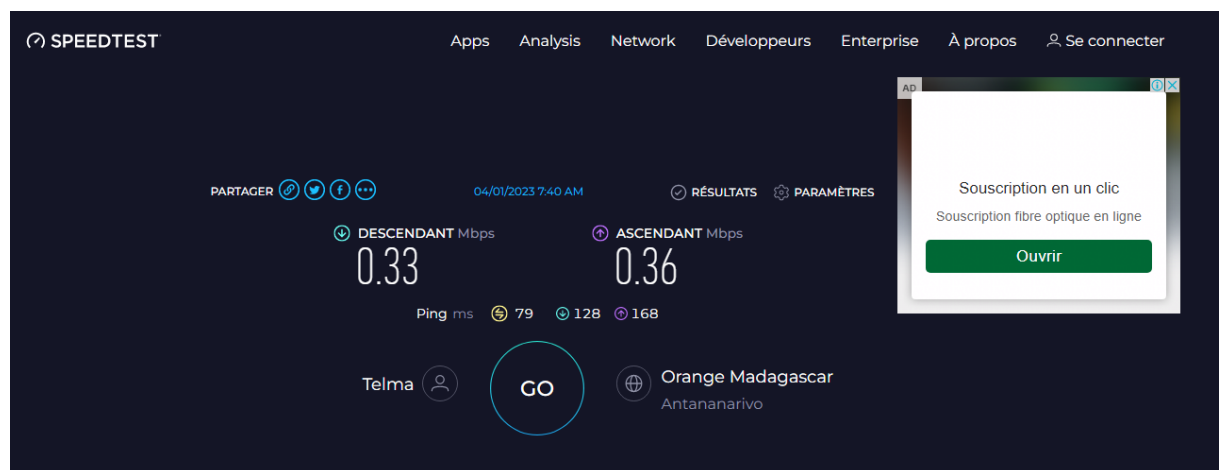 SPEEDTEST Apps Analysis Network Développeurs Enterprise À propos Se connecter
AD
PARTAGER 04/01/2023 7:40 AM RÉSULTATS PARAMÈTRES
DESCENDANT Mbps ASCENDANT Mbps
0.33 0.36
Ping ms 79 128 168
Telma GO Orange Madagascar
Antananarivo
Souscription en un clic
Souscription fibre optique en ligne
Ouvrir